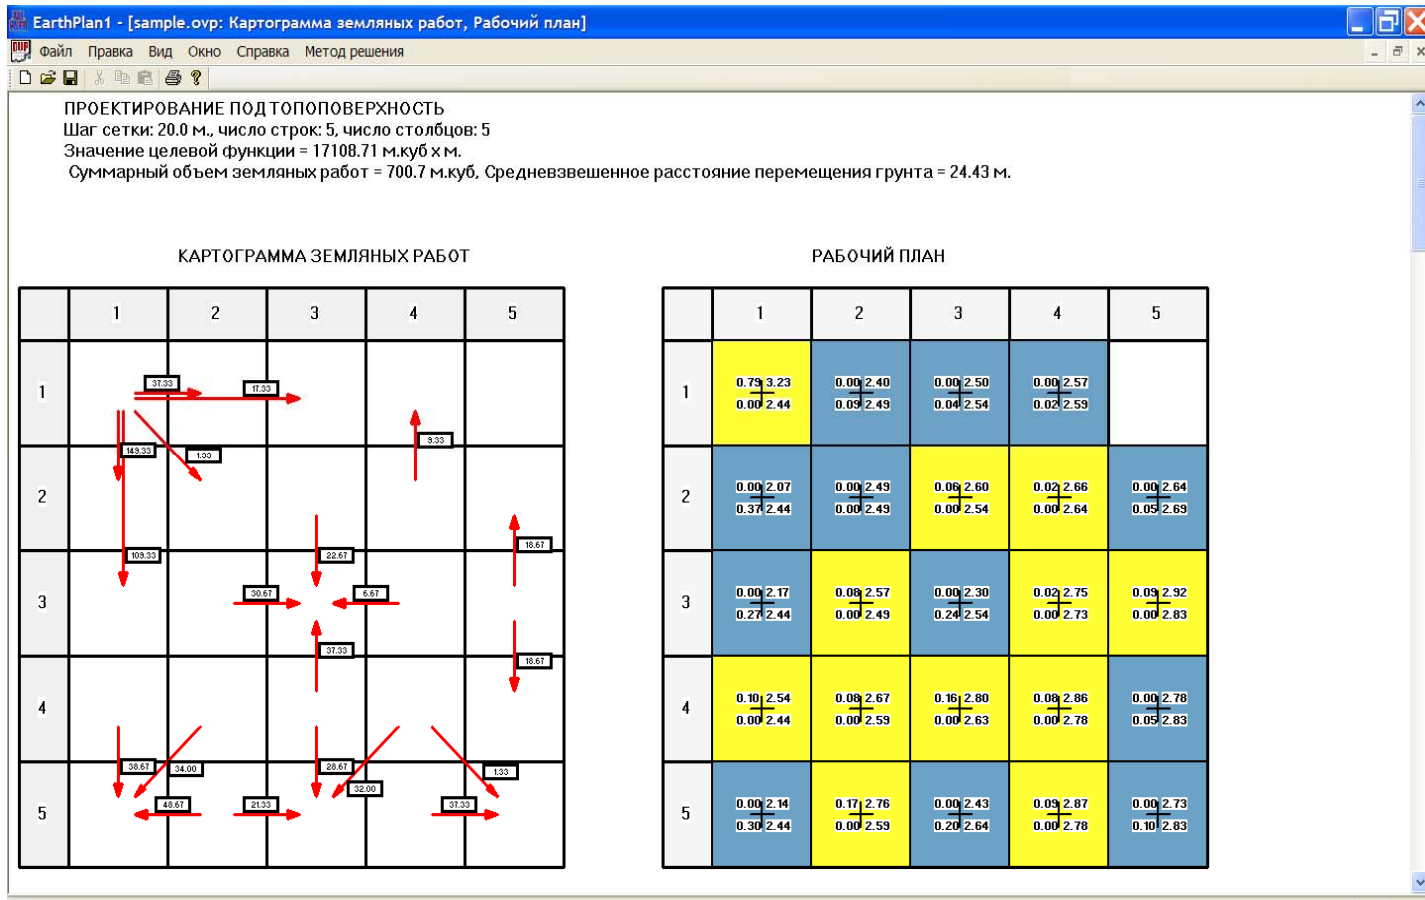 EarthPlan1 - [sample.ovp: Картограмма земляных работ, Рабочий план]
Файл Правка Вид Окно Справка Метод решения
ПРОЕКТИРОВАНИЕ ПОД ТОПОПОВЕРХНОСТЬ
Шаг сетки: 20.0 м., число строк: 5, число столбцов: 5
Значение целевой функции = 17108.71 м.куб х м.
Суммарный объем земляных работ = 700.7 м.куб, Средневзвешенное расстояние перемещения грунта = 24.43 м.
КАРТОГРАММА ЗЕМЛЯНЫХ РАБОТ
1 2 3 4 5
1
37.33 17.33
9.33
149.33 1.33
2
18.67
109.33 22.67
3
30.67 6.67
37.33
18.67
4
38.67 34.00 28.67 1.33
32.00
5
48.67 21.33 37.33
РАБОЧИЙ ПЛАН
1 2 3 4 5
1
0.79 3.23 0.00 2.40 0.00 2.50 0.00 2.57
0.00 2.44 0.09 2.49 0.04 2.54 0.02 2.59
2
0.00 2.07 0.00 2.49 0.06 2.60 0.02 2.66 0.00 2.64
0.37 2.44 0.00 2.49 0.00 2.54 0.00 2.64 0.05 2.69
3
0.00 2.17 0.08 2.57 0.00 2.30 0.02 2.75 0.09 2.92
0.27 2.44 0.00 2.49 0.24 2.54 0.00 2.73 0.00 2.83
4
0.10 2.54 0.08 2.67 0.16 2.80 0.08 2.86 0.00 2.78
0.00 2.44 0.00 2.59 0.00 2.63 0.00 2.78 0.05 2.83
5
0.00 2.14 0.17 2.76 0.00 2.43 0.09 2.87 0.00 2.73
0.30 2.44 0.00 2.59 0.20 2.64 0.00 2.78 0.10 2.83